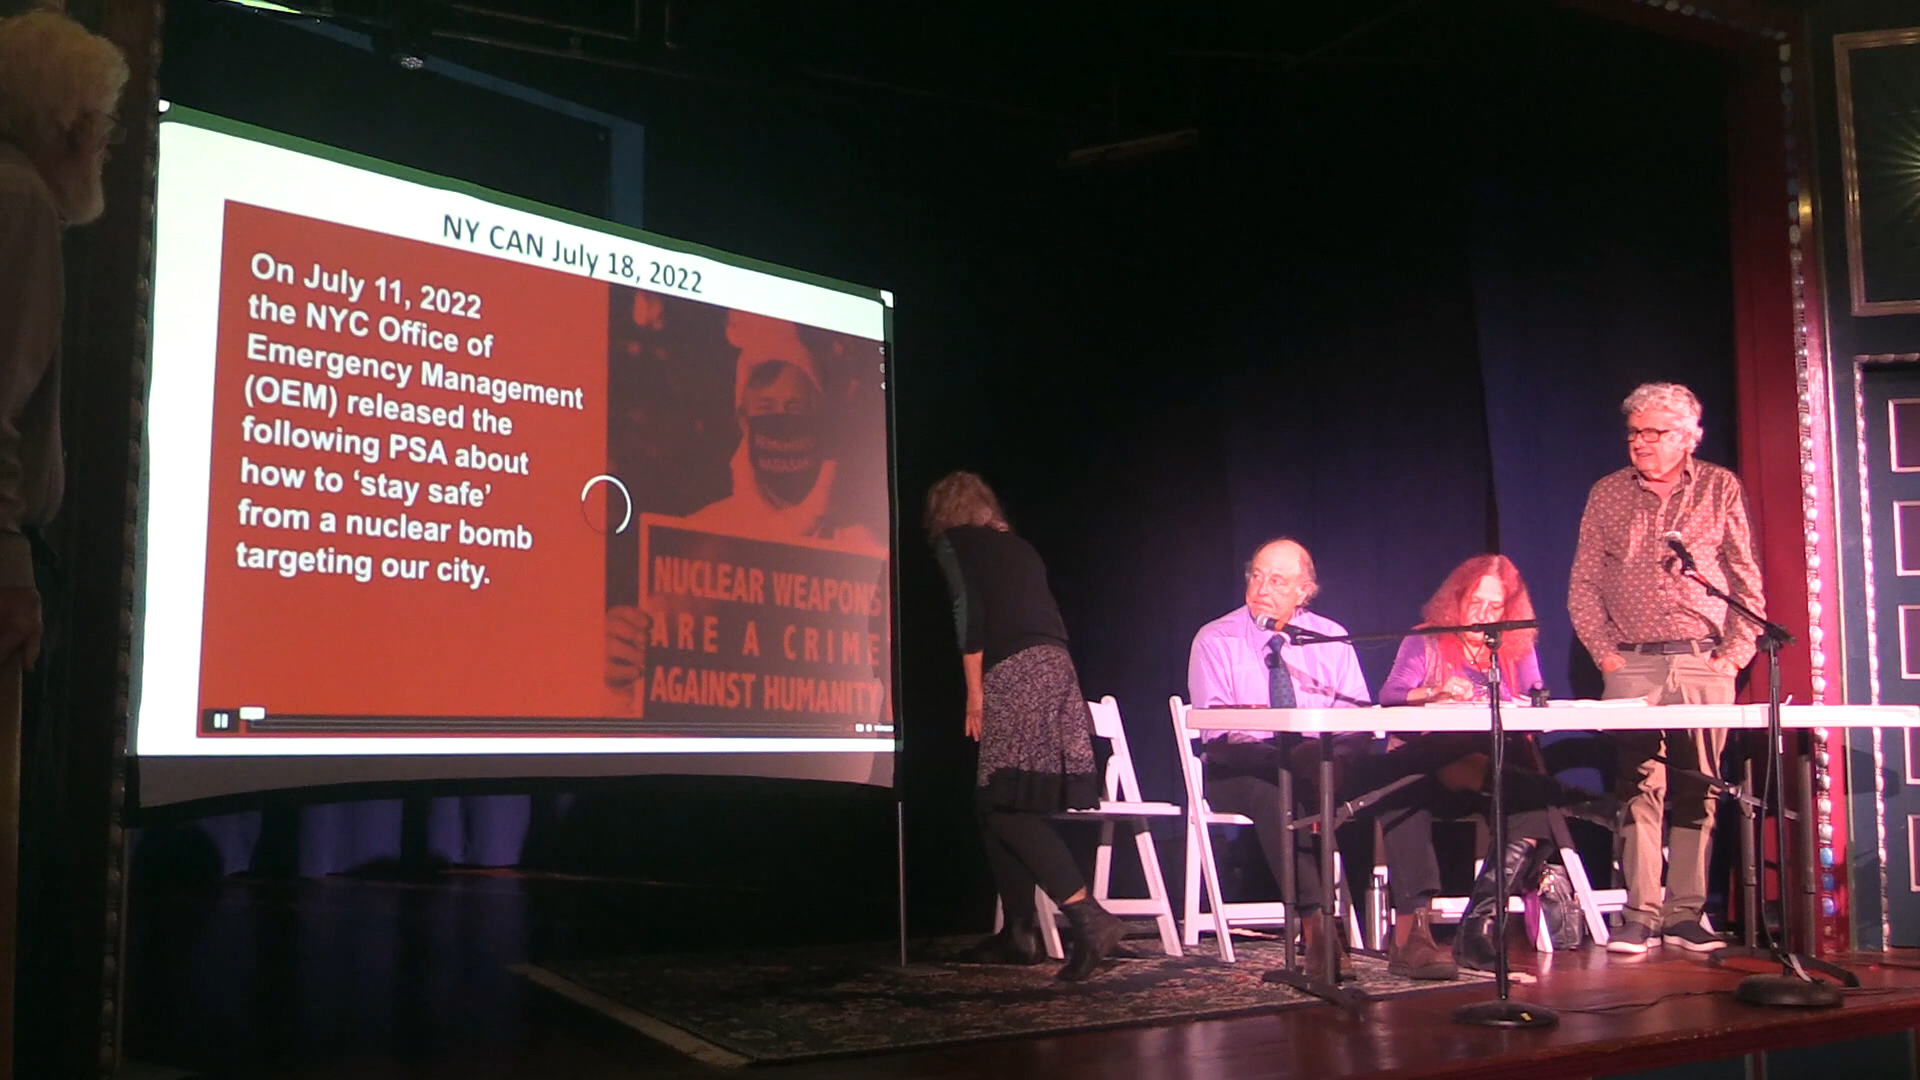 NY CAN July 18, 2022
On July 11, 2022
the NYC Office of
Emergency Management
(OEM) released the
following PSA about
how to ‘stay safe’
from a nuclear bomb
targeting our city.
NUCLEAR WEAPONS
ARE A CRIME
AGAINST HUMANITY